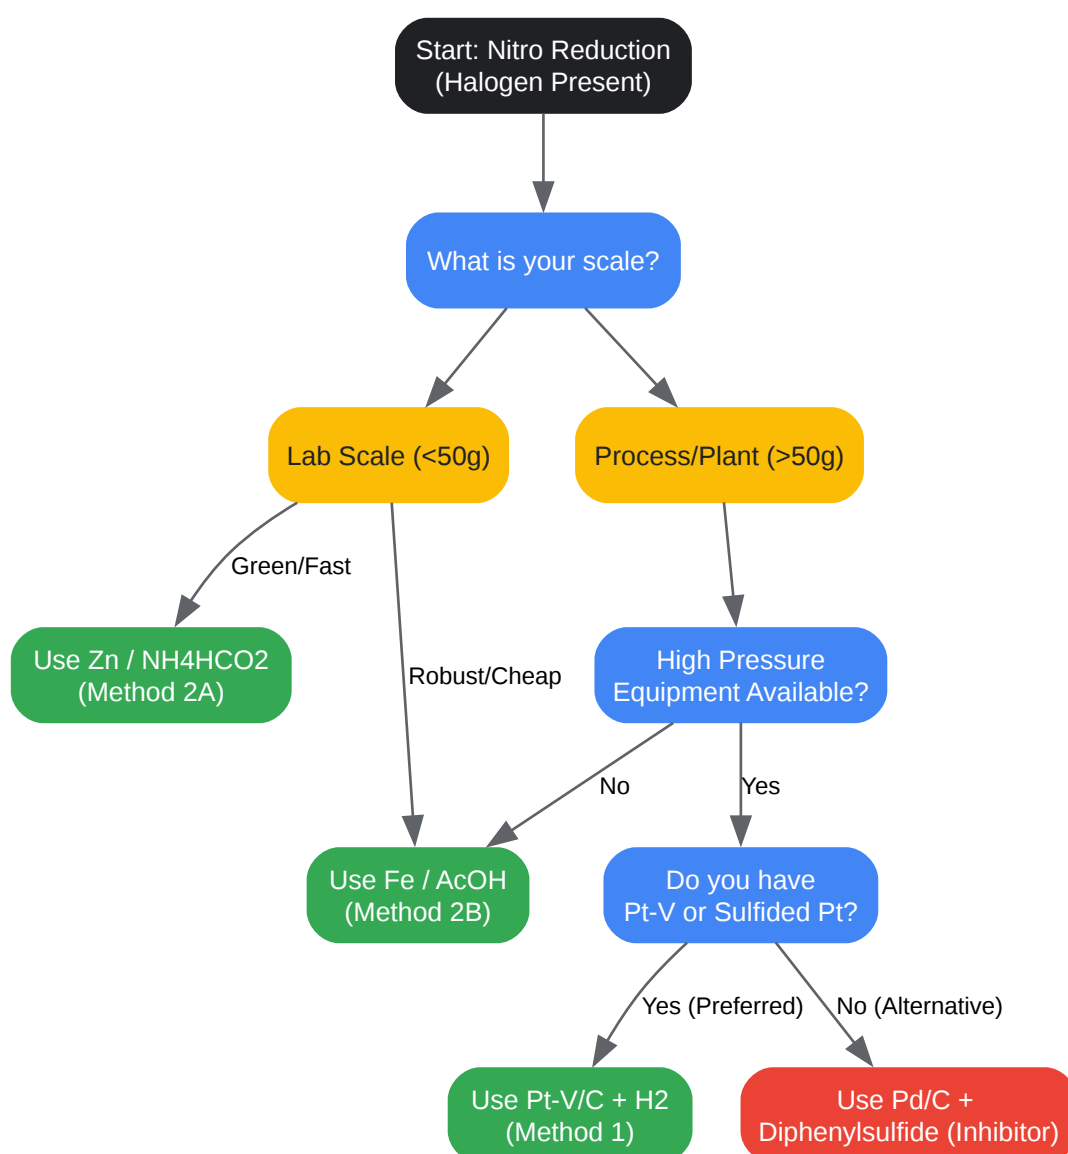 Start: Nitro Reduction
(Halogen Present)
What is your scale?
Lab Scale (<50g)
Process/Plant (>50g)
Green/Fast
Use Zn / NH4HCO2
(Method 2A)
Robust/Cheap
High Pressure
Equipment Available?
No
Yes
Use Fe / AcOH
(Method 2B)
Do you have
Pt-V or Sulfided Pt?
Yes (Preferred)
No (Alternative)
Use Pt-V/C + H2
(Method 1)
Use Pd/C +
Diphenylsulfide (Inhibitor)